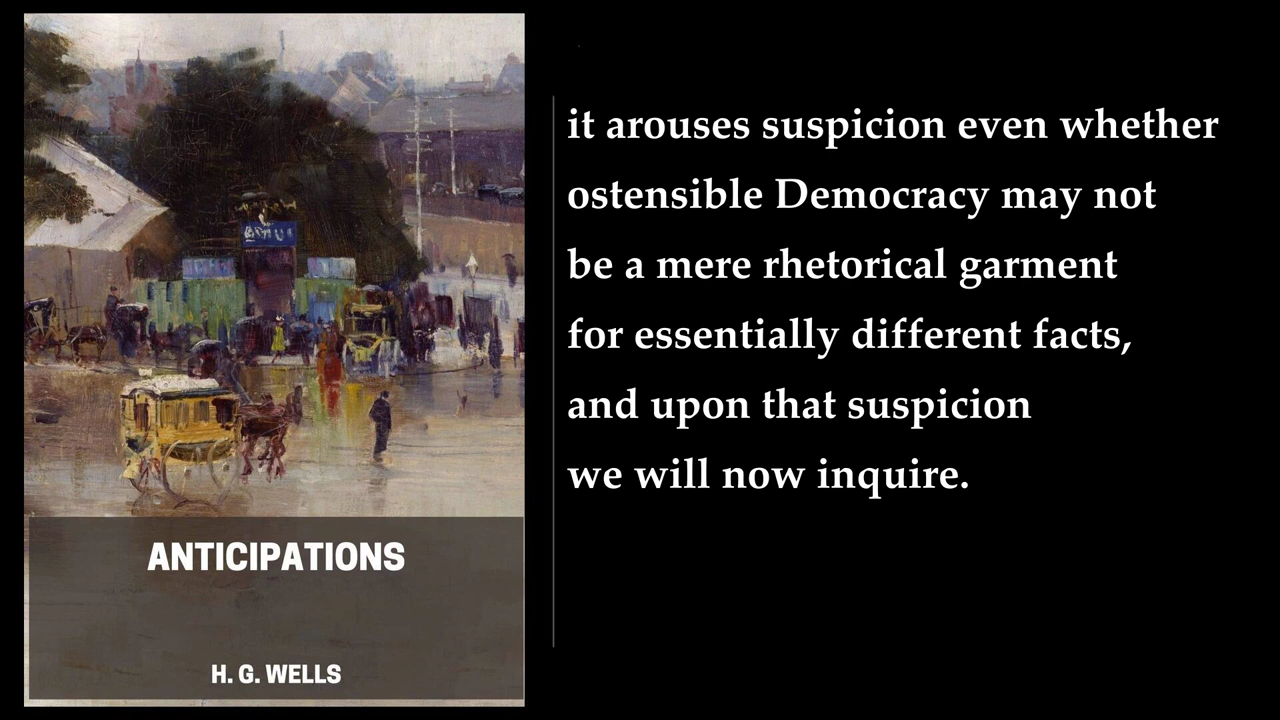 it arouses suspicion even whether
ostensible Democracy may not
be a mere rhetorical garment
for essentially different facts,
and upon that suspicion
we will now inquire.
ANTICIPATIONS
H. G. WELLS